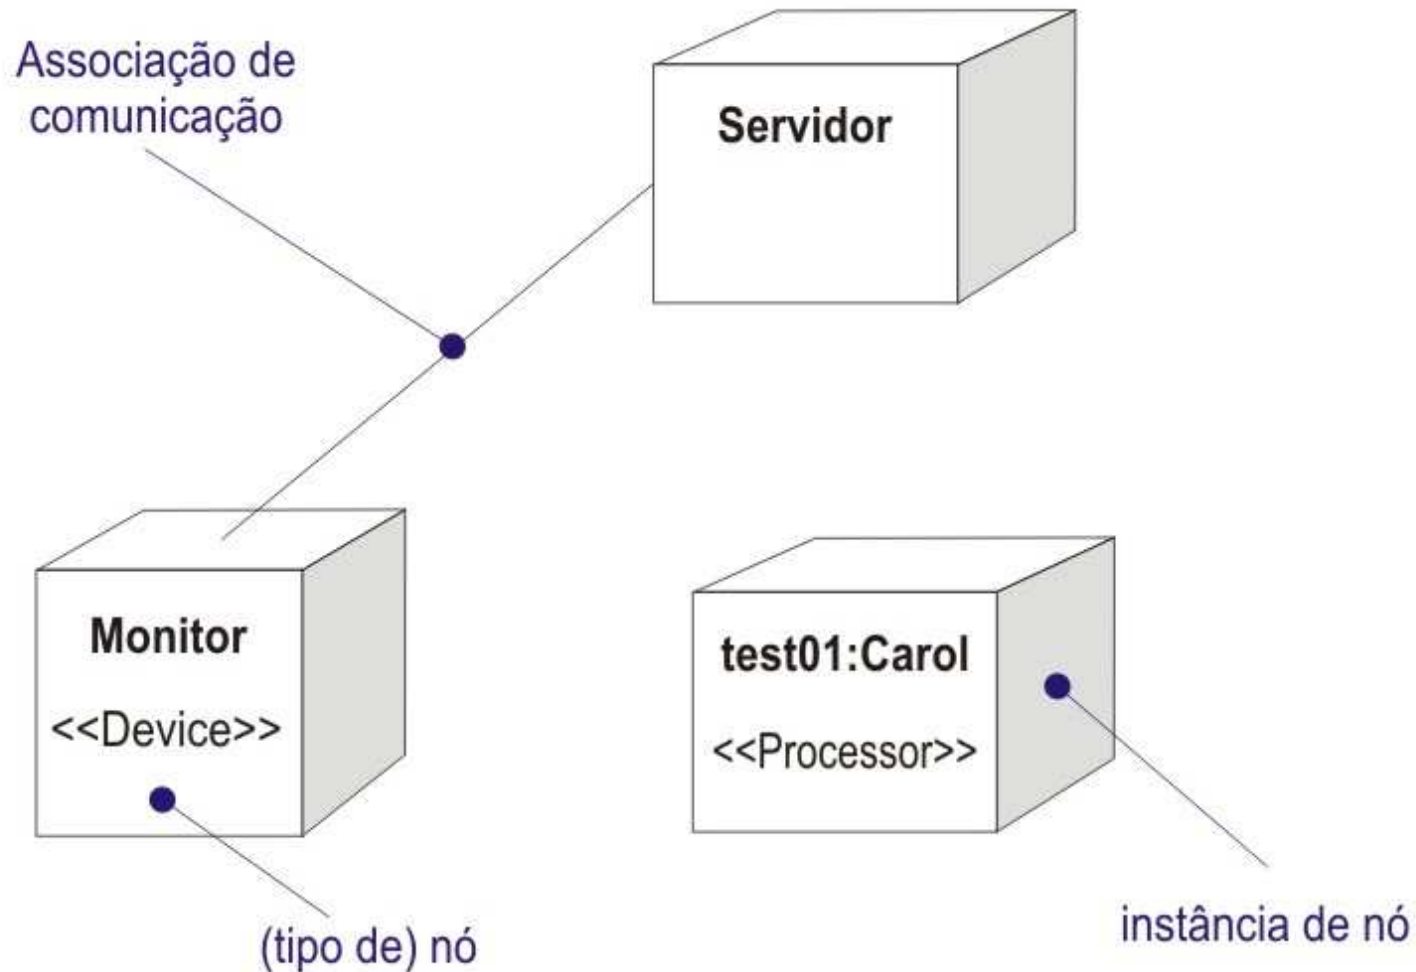 Associação de
comunicação
Servidor
Monitor
<<Device>>
test01:Carol
<<Processor>>
(tipo de) nó
instância de nó